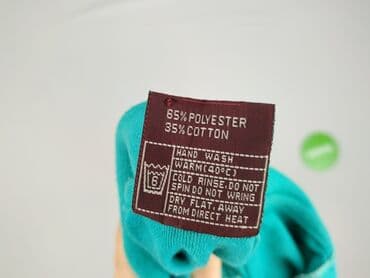 65% POLYESTER
35% COTTON
HAND WASH
WARM(40°C)
COLD RINSE. DO NOT
SPIN DO NOT WRING
DRY FLAT. AWAY
FROM DIRECT HEAT
6